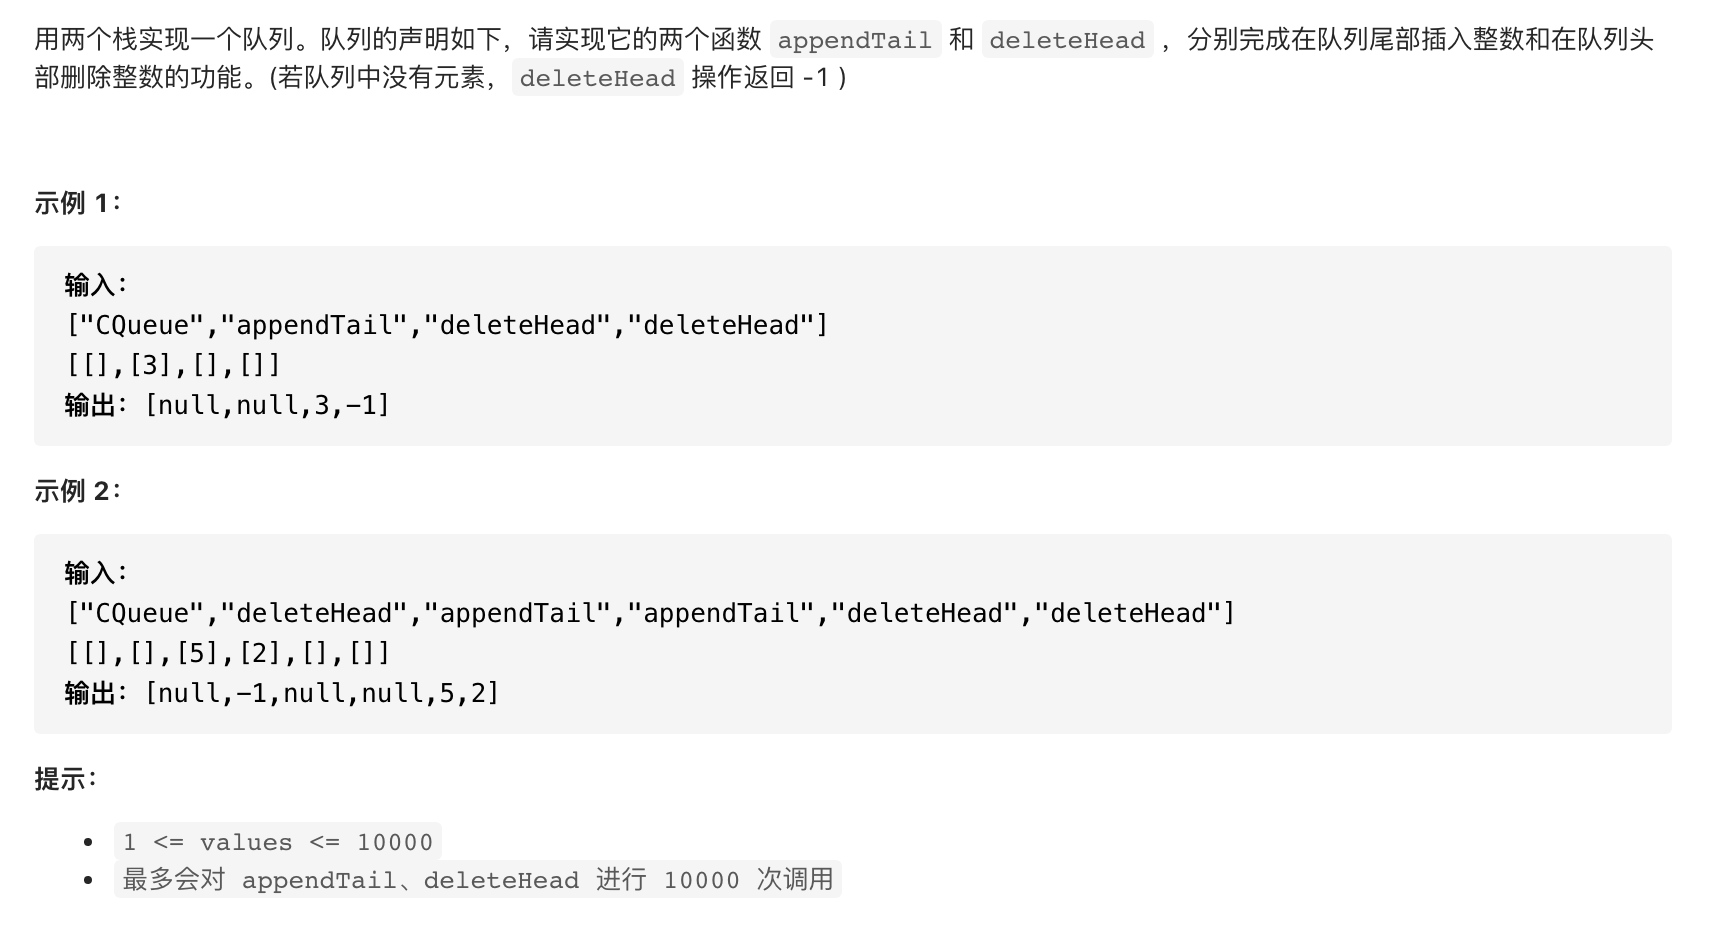 用两个栈实现一个队列。队列的声明如下，请实现它的两个函数 appendTail 和 deleteHead ，分别完成在队列尾部插入整数和在队列头
部删除整数的功能。(若队列中没有元素，deleteHead 操作返回 -1 )
示例 1：
输入：
["CQueue","appendTail","deleteHead","deleteHead"]
[[],[3],[],[]]
输出：[null,null,3,-1]
示例 2：
输入：
["CQueue","deleteHead","appendTail","appendTail","deleteHead","deleteHead"]
[[],[],[5],[2],[],[]]
输出：[null,-1,null,null,5,2]
提示：
• 1 <= values <= 10000
• 最多会对 appendTail、deleteHead 进行 10000 次调用